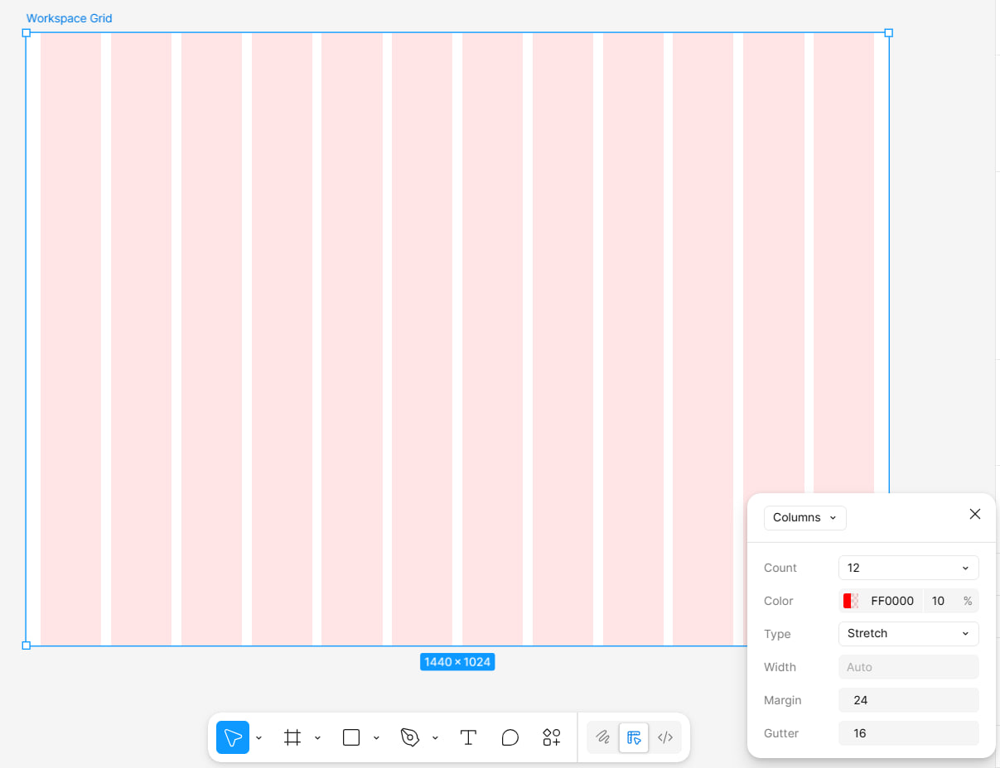 Workspace Grid
Columns
Count 12
Color FF0000 10 %
Type Stretch
Width Auto
Margin 24
Gutter 16
1440 × 1024